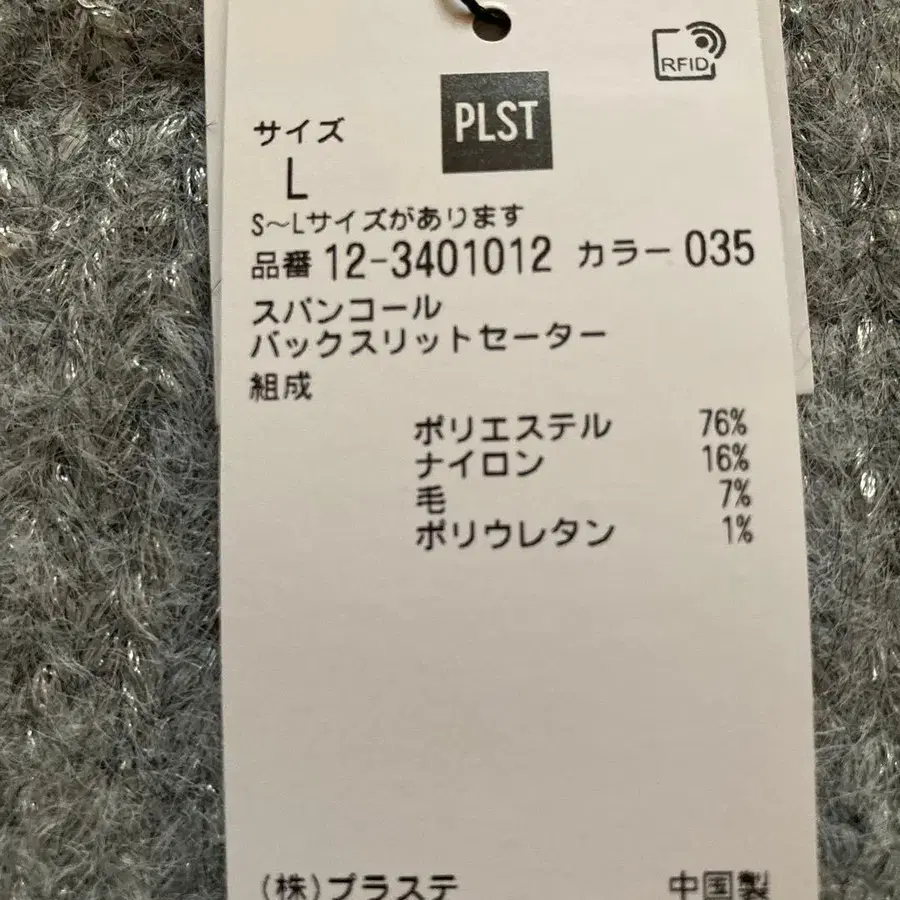 RFID
PLST
サイズ
L
S～Lサイズがあります
品番 12-3401012 カラー 035
スパンコール
バックスリットセーター
組成
ポリエステル 76%
ナイロン 16%
毛 7%
ポリウレタン 1%
(株)プラステ 中国製